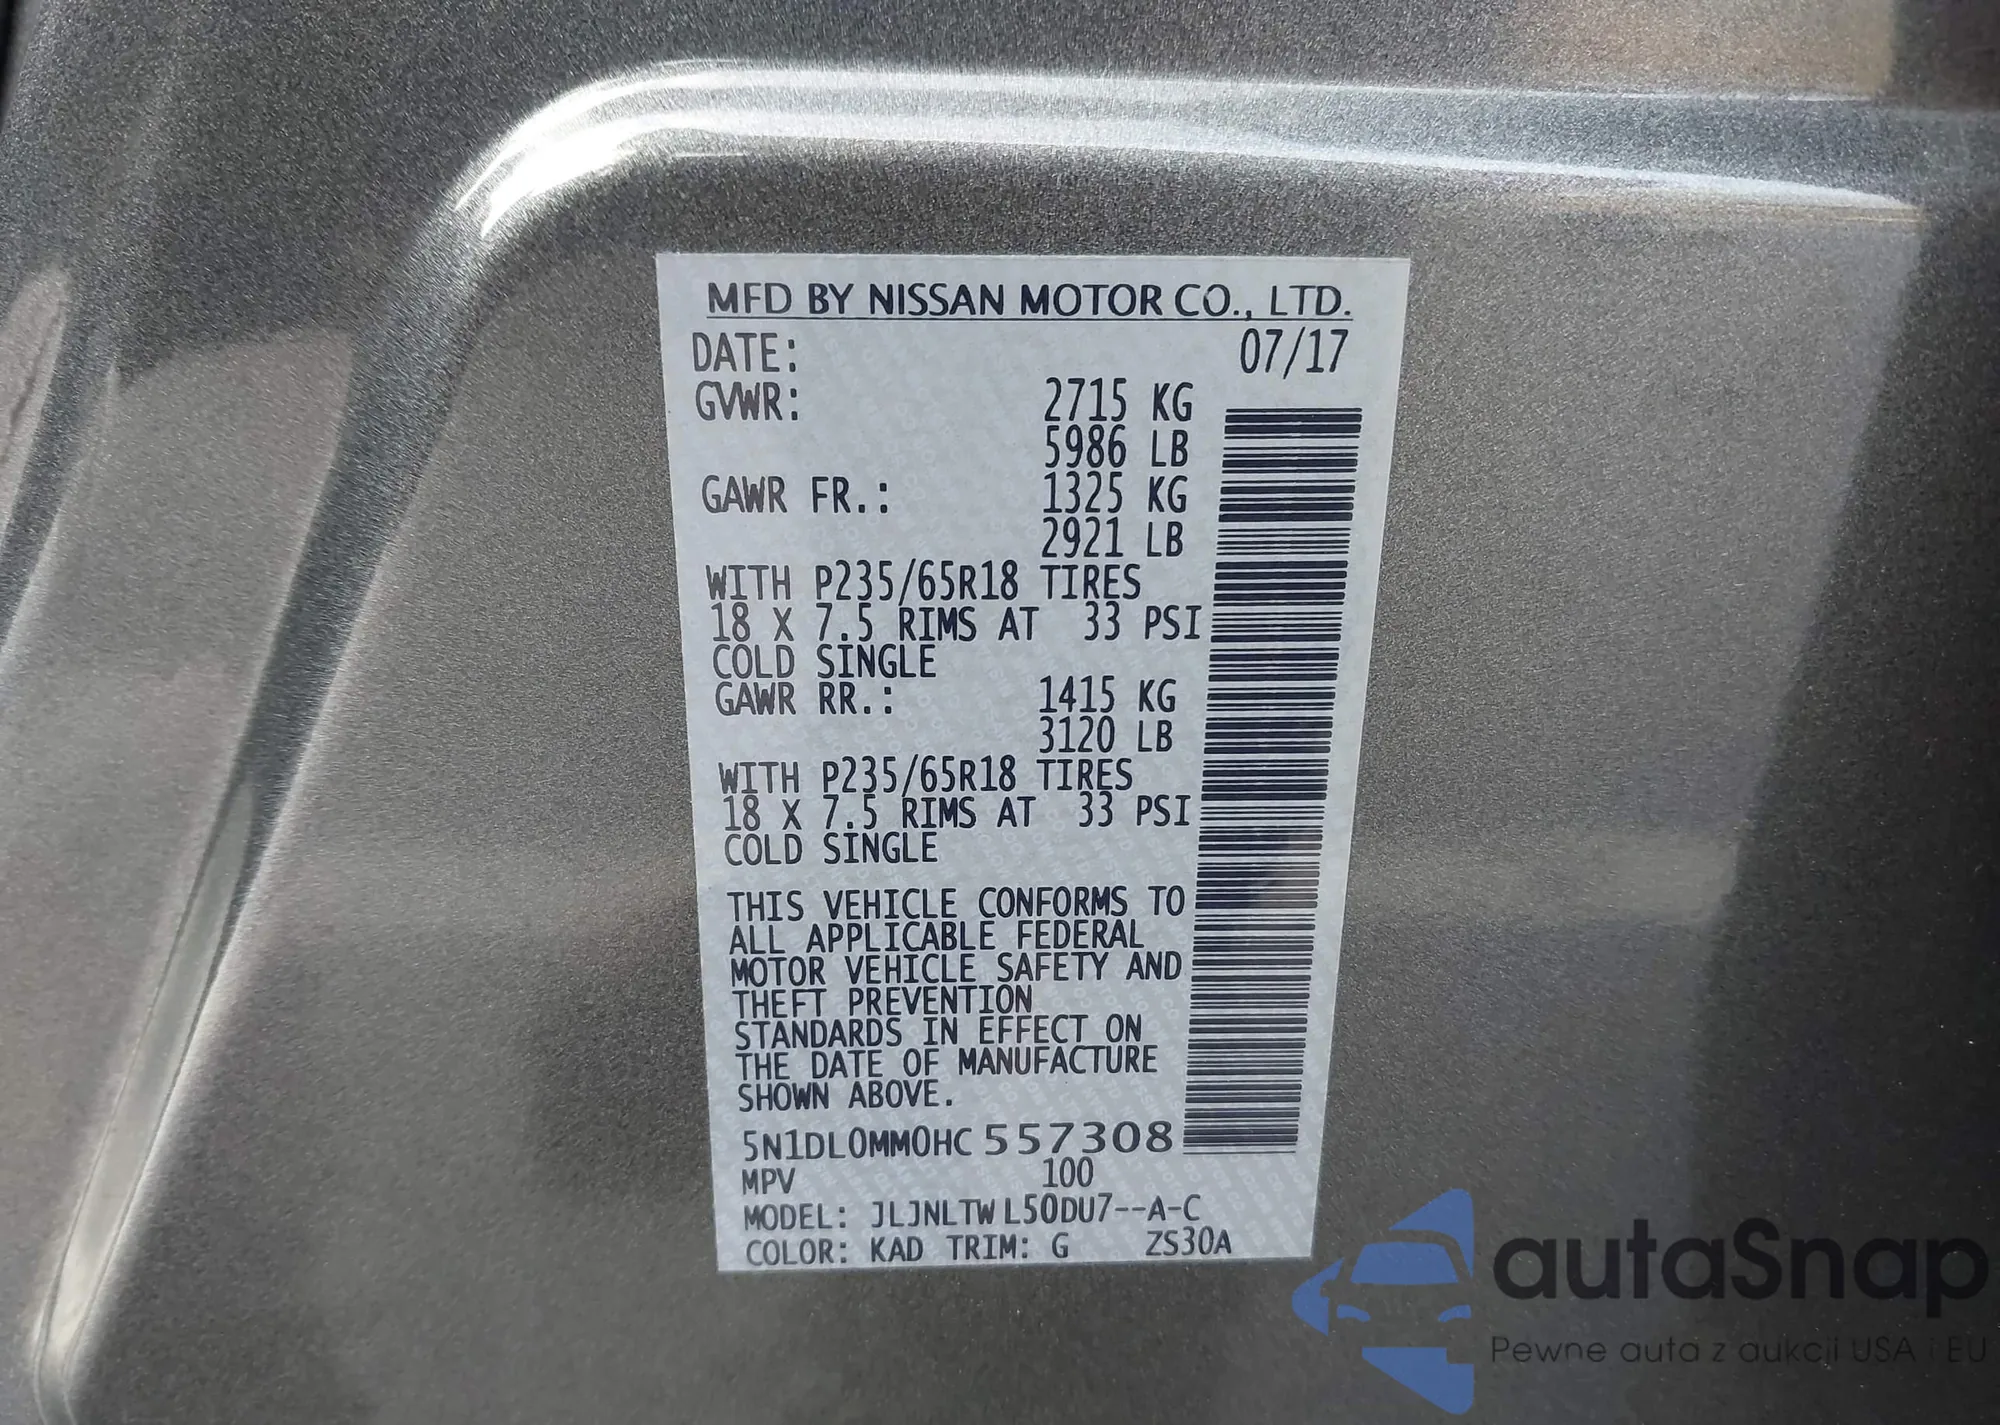 MFD BY NISSAN MOTOR CO., LTD.
DATE: 07/17
GVWR: 2715 KG
5986 LB
GAWR FR.: 1325 KG
2921 LB
WITH P235/65R18 TIRES
18 X 7.5 RIMS AT 33 PSI
COLD SINGLE
GAWR RR.: 1415 KG
3120 LB
WITH P235/65R18 TIRES
18 X 7.5 RIMS AT 33 PSI
COLD SINGLE
THIS VEHICLE CONFORMS TO
ALL APPLICABLE FEDERAL
MOTOR VEHICLE SAFETY AND
THEFT PREVENTION
STANDARDS IN EFFECT ON
THE DATE OF MANUFACTURE
SHOWN ABOVE.
5N1DL0MM0HC557308
MPV 100
MODEL: JLJNLTWL50DU7--A-C
COLOR: KAD TRIM: G ZS30A
autaSnap
Pewne auta z aukcji USA i EU